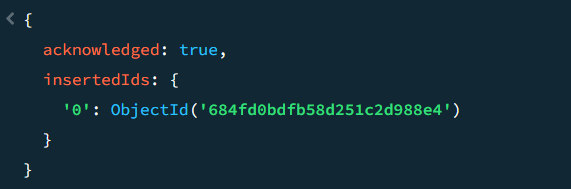 {
acknowledged: true,
insertedIds: {
'0': ObjectId('684fd0bdfb58d251c2d988e4')
}
}